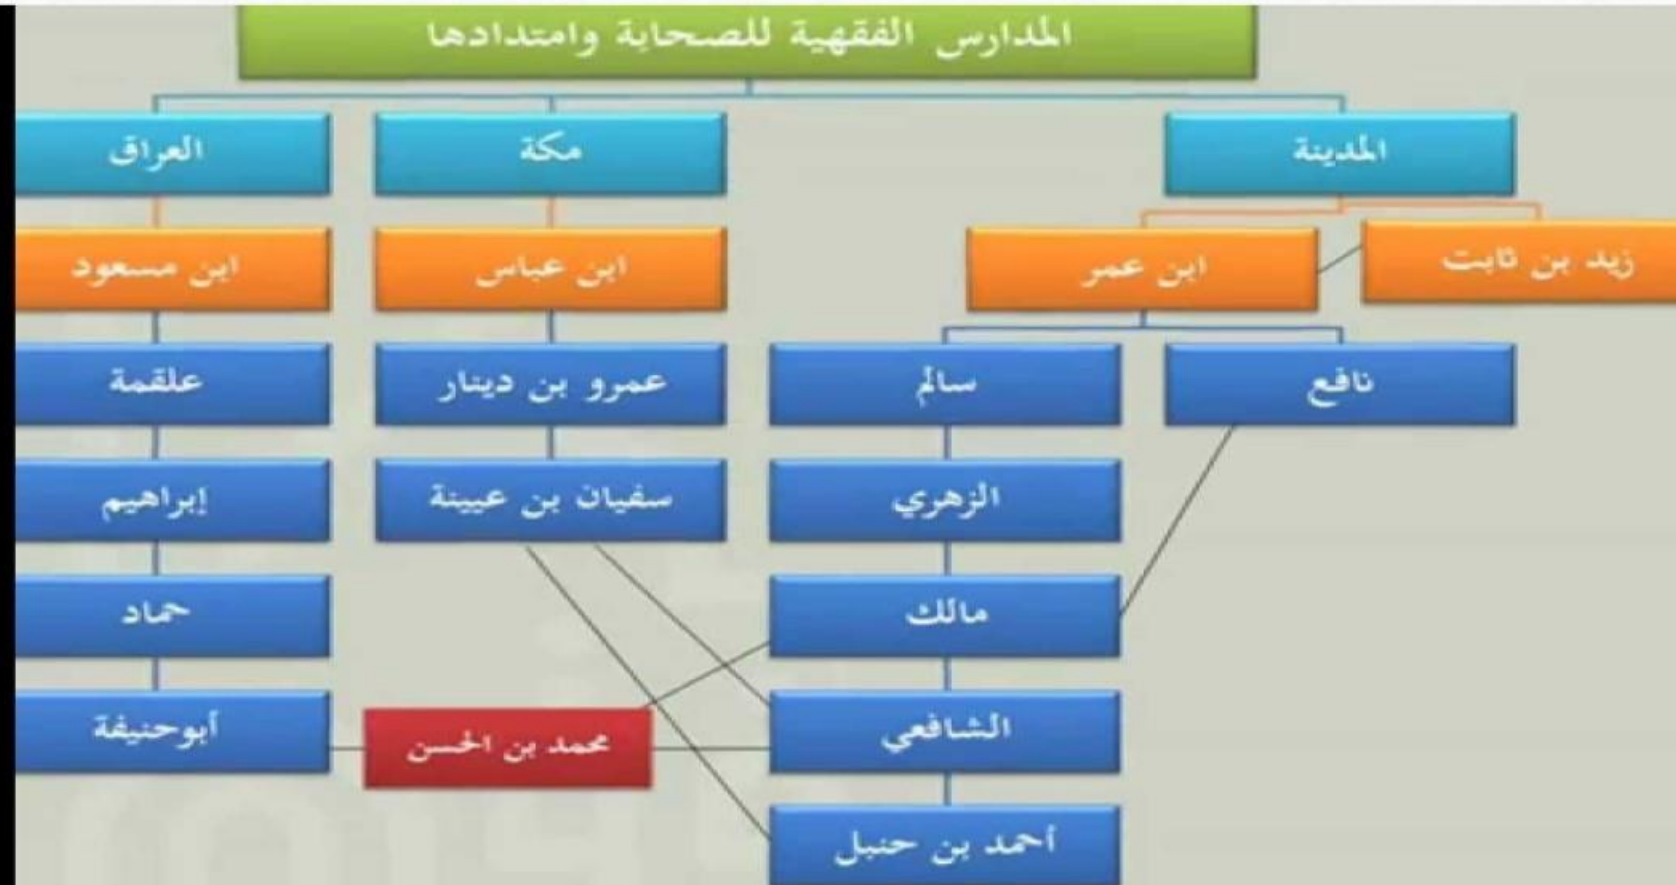 المدارس الفقهية للصحابة وامتدادها
المدينة
مكة
العراق
زيد بن ثابت
ابن عمر
ابن عباس
ابن مسعود
نافع
سالم
عمرو بن دينار
علقمة
الزهري
سفيان بن عيينة
إبراهيم
مالك
حماد
الشافعي
محمد بن الحسن
أبوحنيفة
أحمد بن حنبل